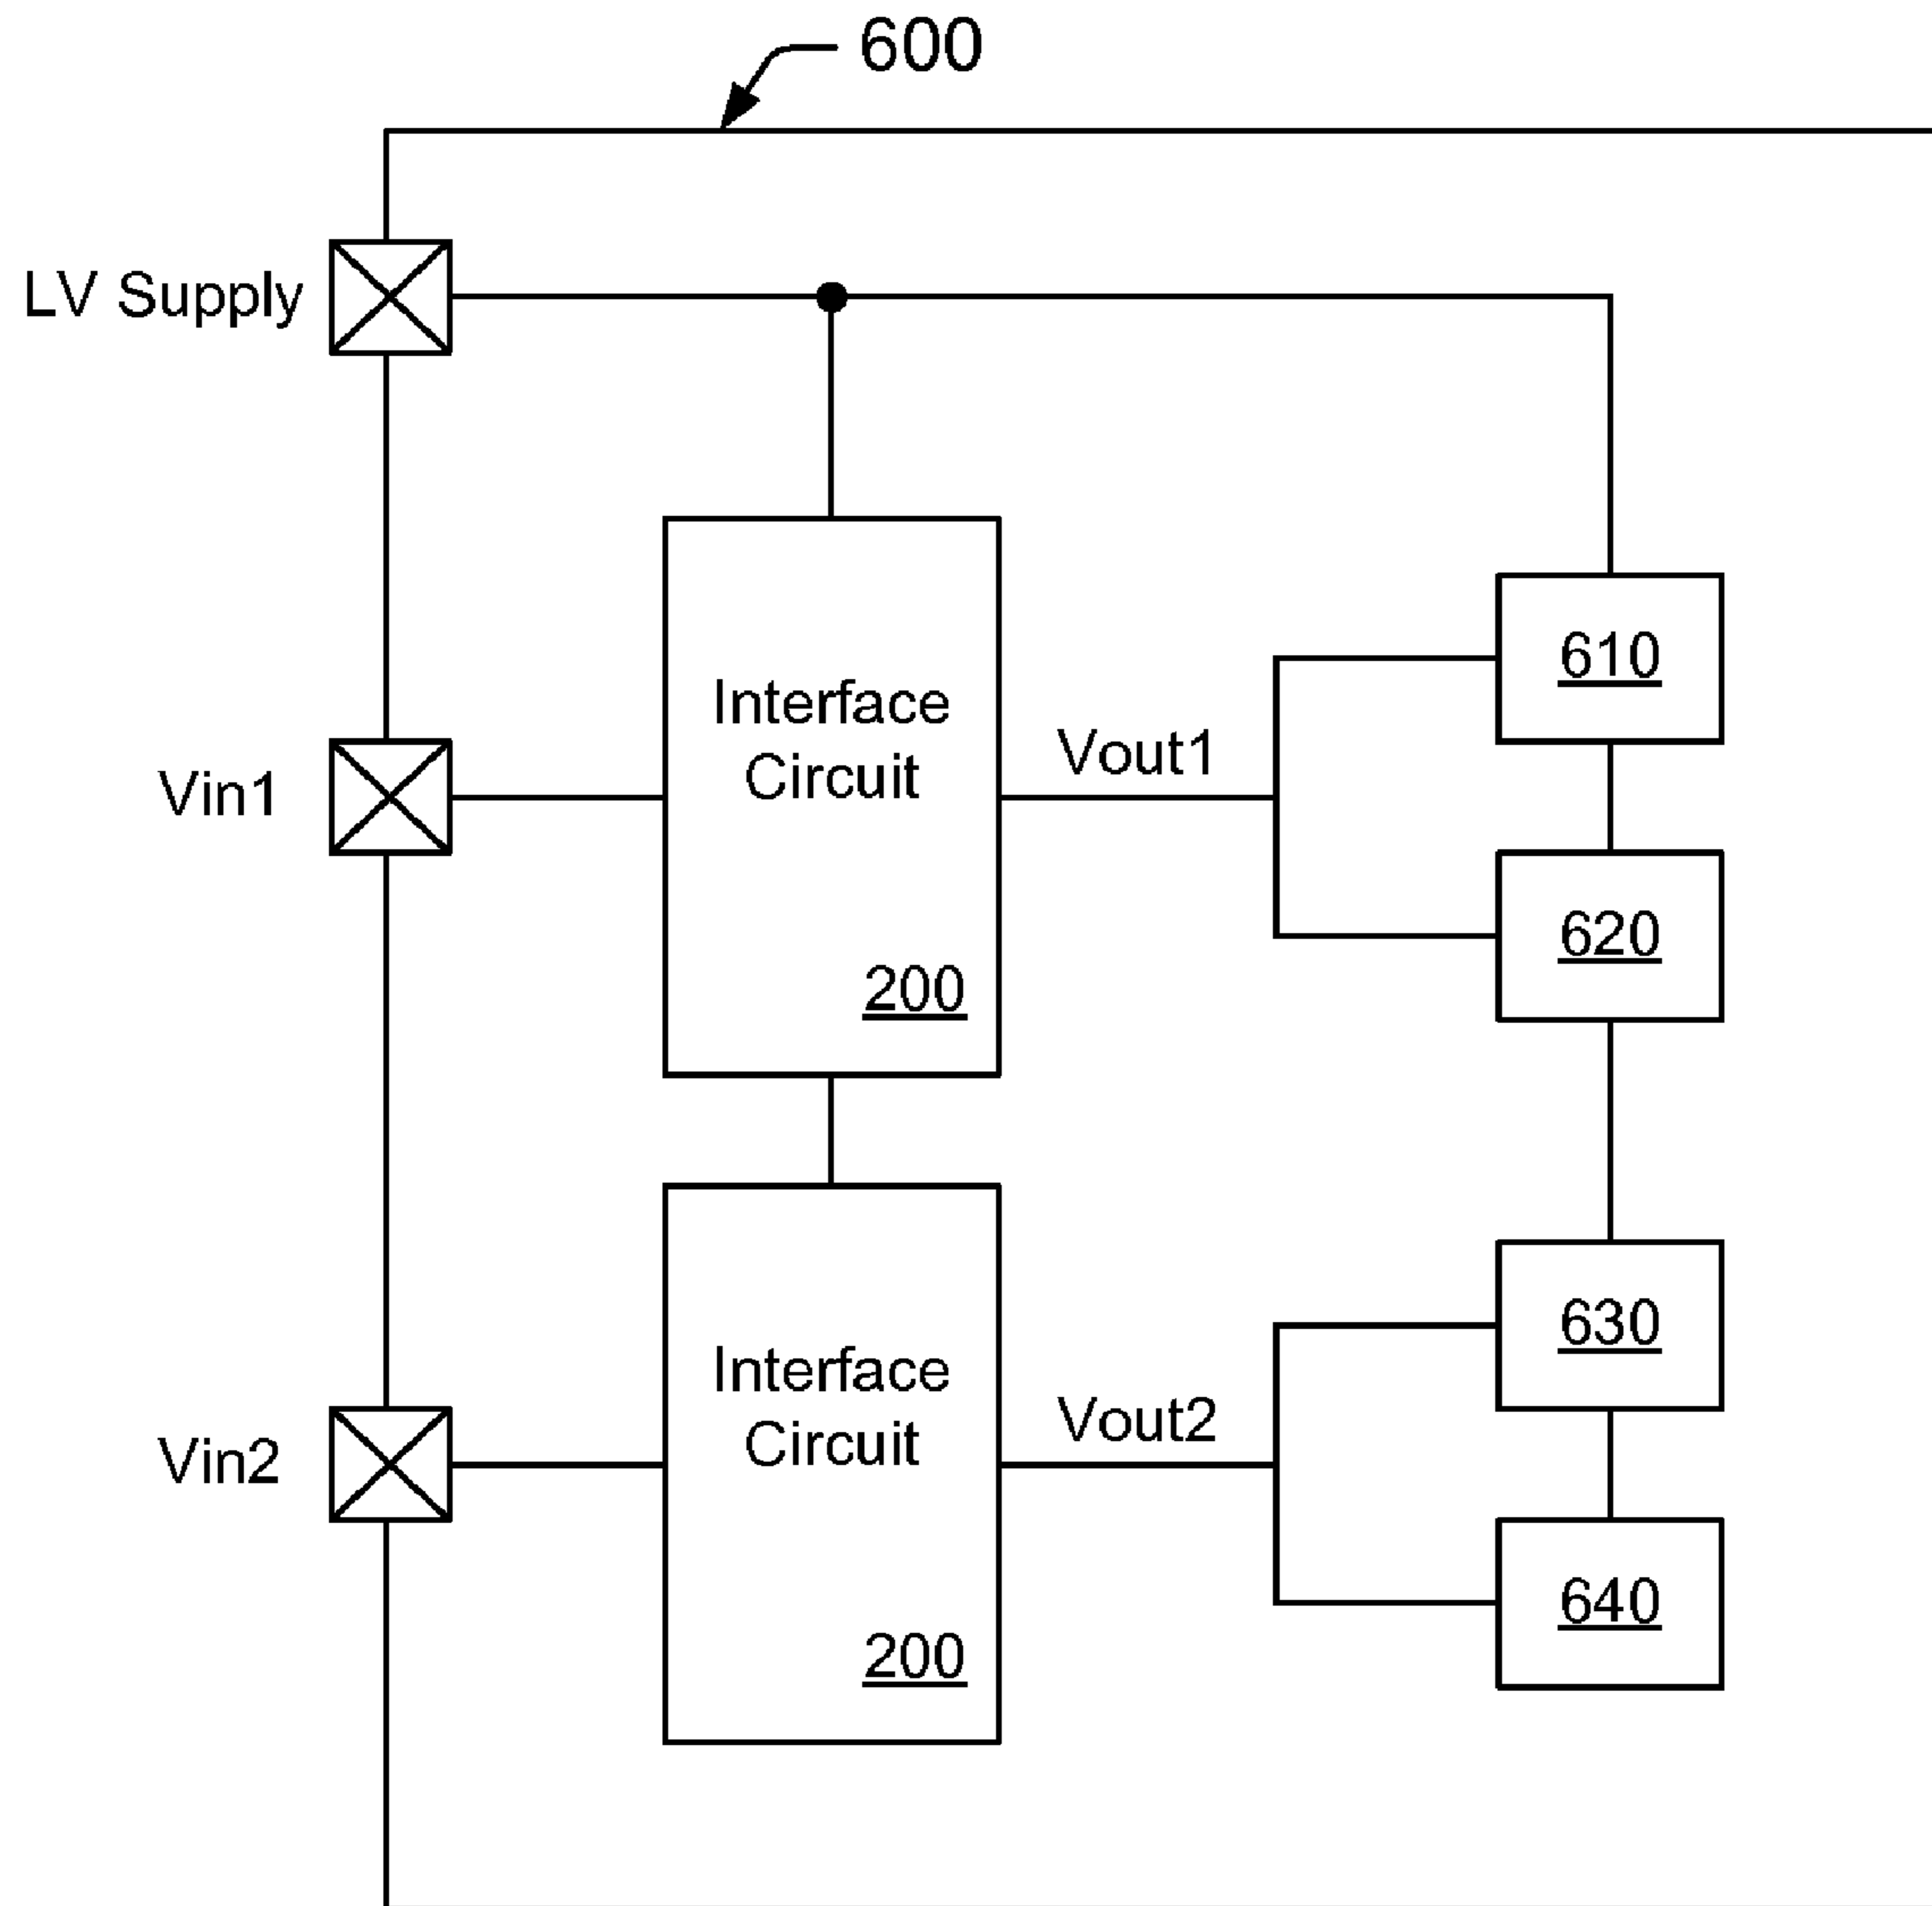 600
LV Supply
Interface
Circuit
200
Vin1
Vout1
610
620
Interface
Circuit
200
Vin2
Vout2
630
640